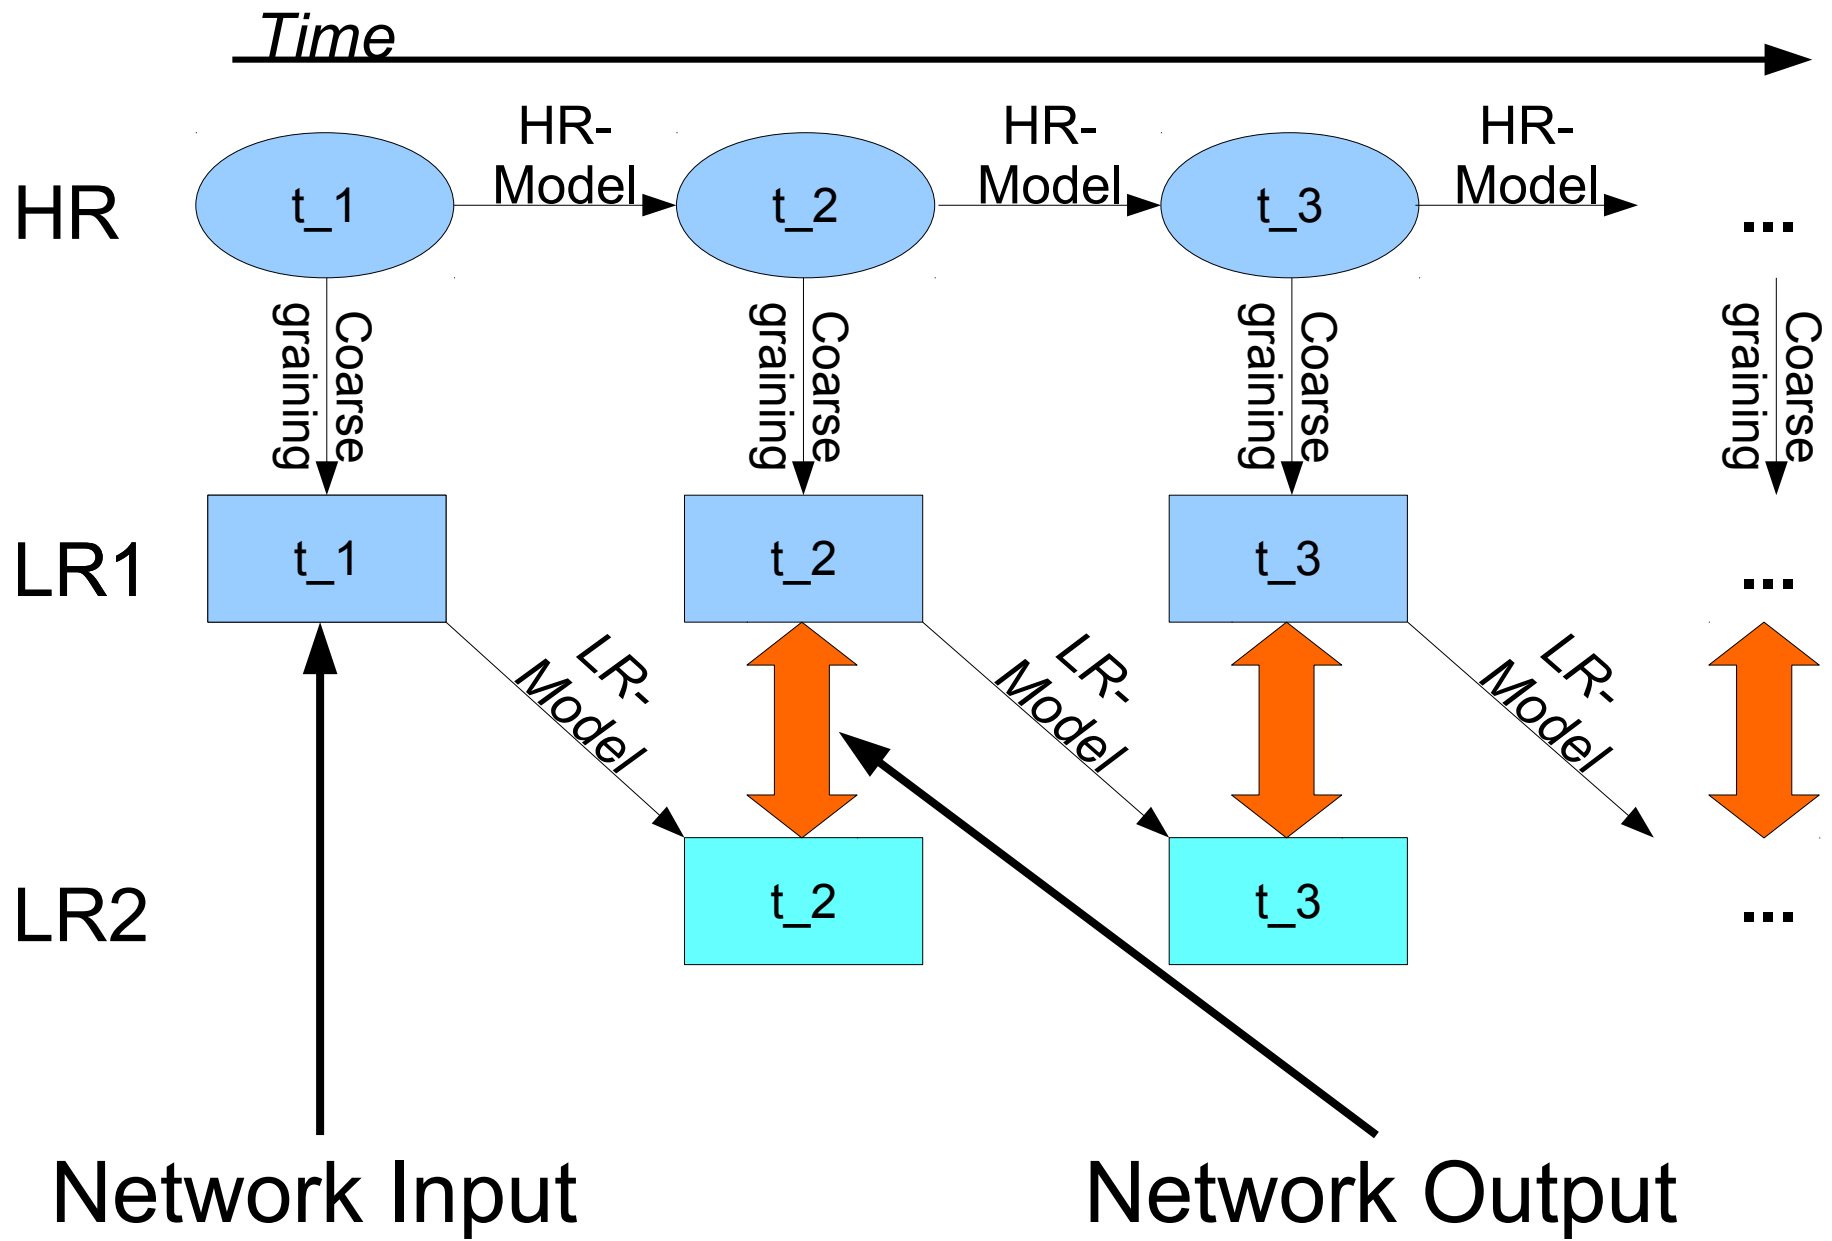 Time
HR-
Model
HR-
Model
HR-
Model
HR
t_1
t_2
t_3
...
Coarse
graining
Coarse
graining
Coarse
graining
Coarse
graining
LR1
t_1
t_2
t_3
...
LR-
Model
LR-
Model
LR-
Model
LR2
t_2
t_3
...
Network Input
Network Output